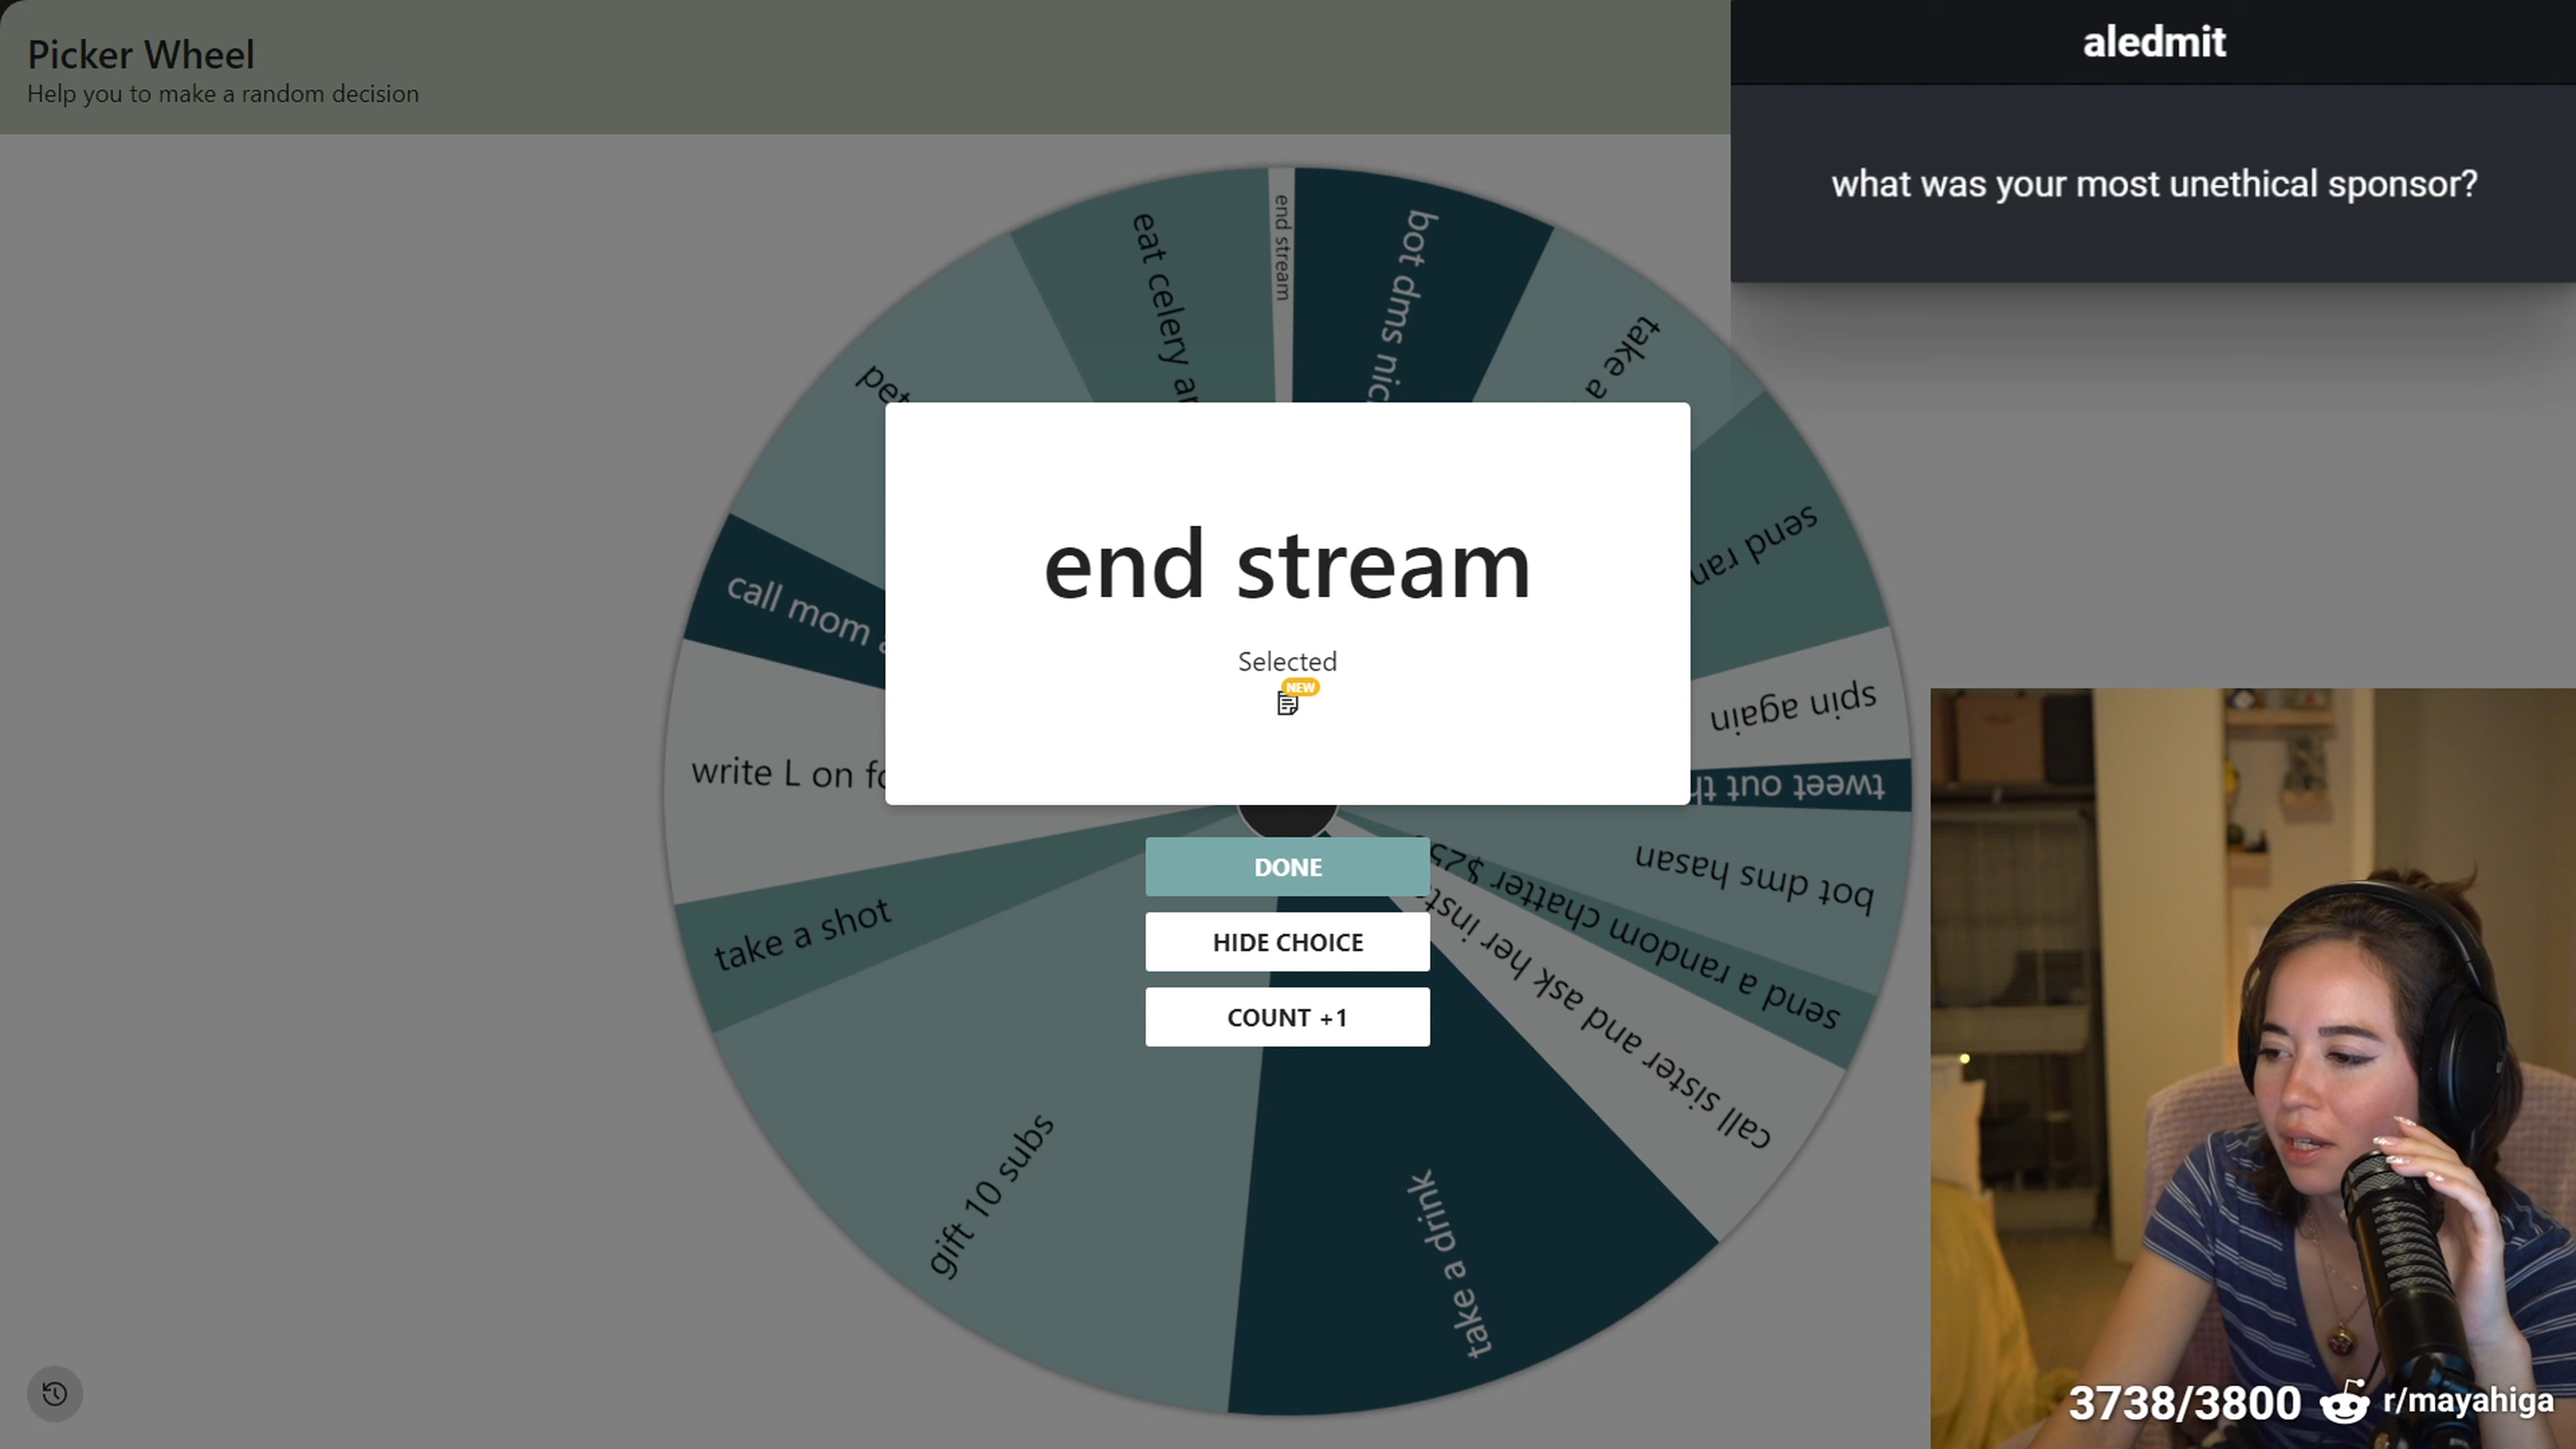 Picker Wheel
Help you to make a random decision
aledmit
what was your most unethical sponsor?
end stream
bot dms nic
take a
send ran
spin again
tweet out th
bot dms hasan
send a random chatter $25
call sister and ask her inst
take a drink
gift 10 subs
take a shot
write L on fo
call mom a
pet
eat celery an
end stream
Selected
NEW
DONE
HIDE CHOICE
COUNT +1
3738/3800 r/mayahiga